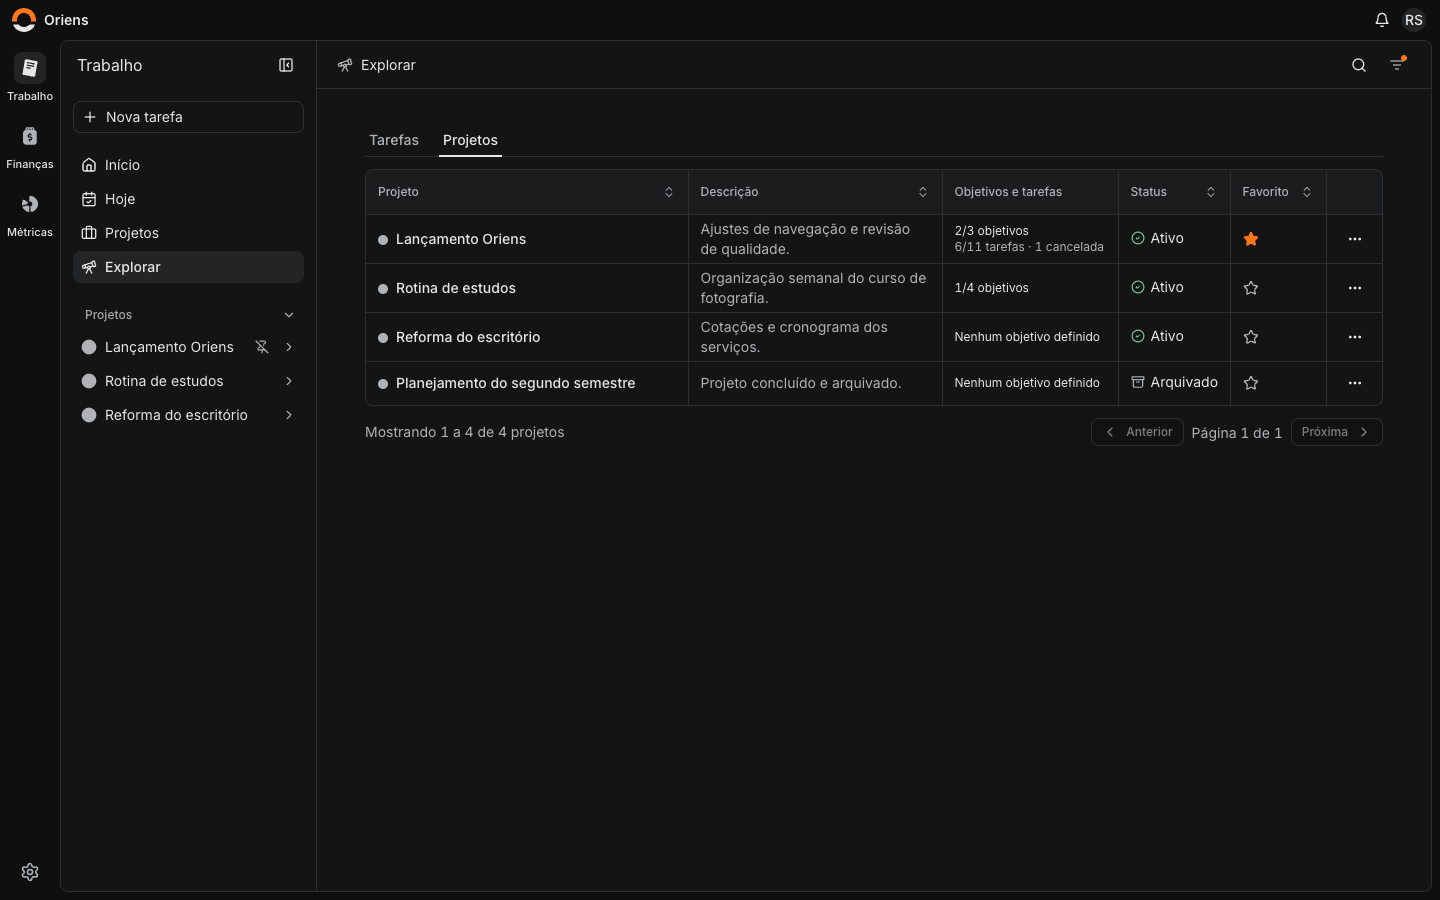 Oriens
RS
Trabalho
Finanças
Métricas
Trabalho
Nova tarefa
Início
Hoje
Projetos
Explorar
Projetos
Lançamento Oriens
Rotina de estudos
Reforma do escritório
Explorar
Tarefas
Projetos
Projeto
Descrição
Objetivos e tarefas
Status
Favorito
Lançamento Oriens
Ajustes de navegação e revisão
de qualidade.
2/3 objetivos
6/11 tarefas · 1 cancelada
Ativo
Rotina de estudos
Organização semanal do curso de
fotografia.
1/4 objetivos
Ativo
Reforma do escritório
Cotações e cronograma dos
serviços.
Nenhum objetivo definido
Ativo
Planejamento do segundo semestre
Projeto concluído e arquivado.
Nenhum objetivo definido
Arquivado
Mostrando 1 a 4 de 4 projetos
Anterior
Página 1 de 1
Próxima